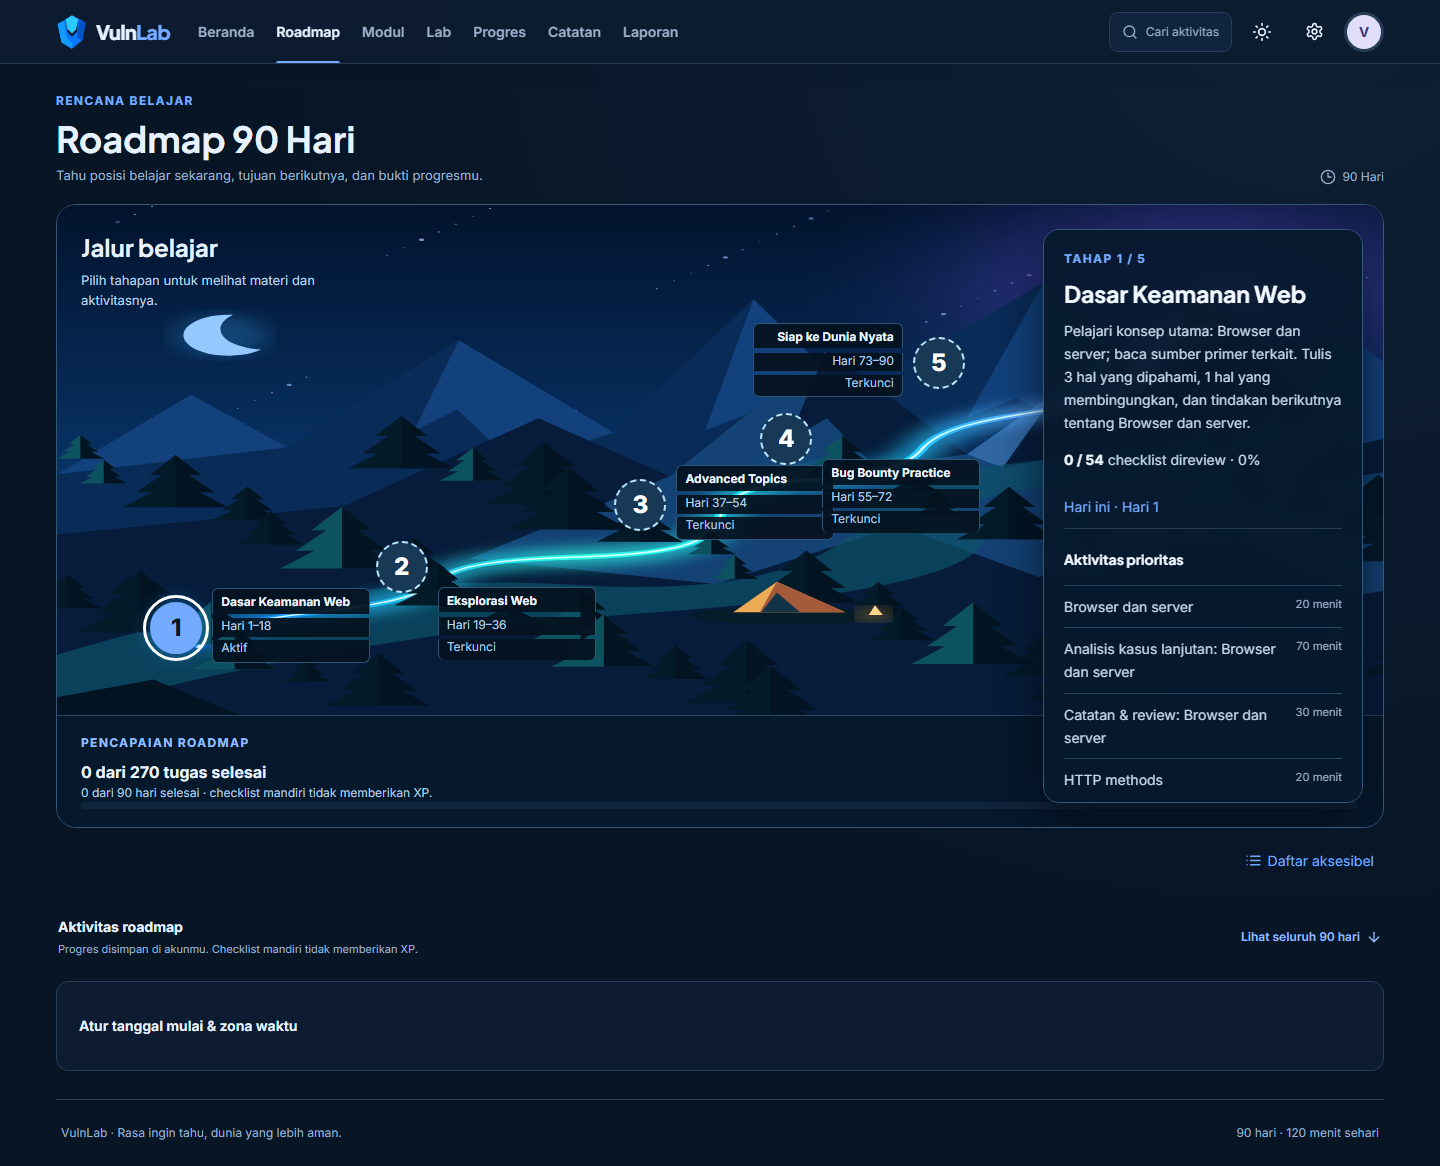 VulnLab
Beranda
Roadmap
Modul
Lab
Progres
Catatan
Laporan
Cari aktivitas
V
RENCANA BELAJAR
Roadmap 90 Hari
Tahu posisi belajar sekarang, tujuan berikutnya, dan bukti progresmu.
90 Hari
Jalur belajar
Pilih tahapan untuk melihat materi dan
aktivitasnya.
1
Dasar Keamanan Web
Hari 1–18
Aktif
2
Eksplorasi Web
Hari 19–36
Terkunci
3
Advanced Topics
Hari 37–54
Terkunci
4
Bug Bounty Practice
Hari 55–72
Terkunci
Siap ke Dunia Nyata
Hari 73–90
Terkunci
5
TAHAP 1 / 5
Dasar Keamanan Web
Pelajari konsep utama: Browser dan
server; baca sumber primer terkait. Tulis
3 hal yang dipahami, 1 hal yang
membingungkan, dan tindakan berikutnya
tentang Browser dan server.
0 / 54 checklist direview · 0%
Hari ini · Hari 1
Aktivitas prioritas
Browser dan server 20 menit
Analisis kasus lanjutan: Browser 70 menit
dan server
Catatan & review: Browser dan 30 menit
server
HTTP methods 20 menit
PENCAPAIAN ROADMAP
0 dari 270 tugas selesai
0 dari 90 hari selesai · checklist mandiri tidak memberikan XP.
Daftar aksesibel
Aktivitas roadmap
Progres disimpan di akunmu. Checklist mandiri tidak memberikan XP.
Lihat seluruh 90 hari
Atur tanggal mulai & zona waktu
VulnLab · Rasa ingin tahu, dunia yang lebih aman.
90 hari · 120 menit sehari